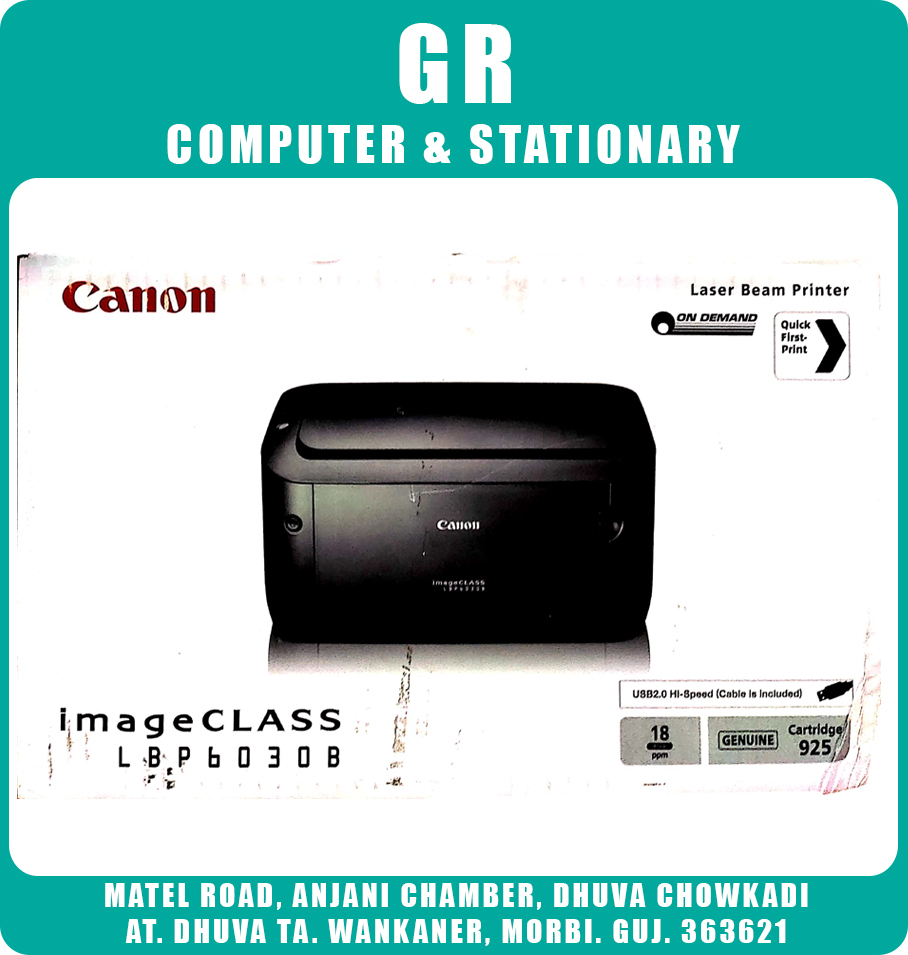 GR
COMPUTER & STATIONARY
Canon
Laser Beam Printer
ON DEMAND
Quick
First-
Print
Canon
imageCLASS
LBP6030B
USB2.0 Hi-Speed (Cable is included)
imageCLASS
LBP6030B
18
ppm
GENUINE
Cartridge
925
MATEL ROAD, ANJANI CHAMBER, DHUVA CHOWKADI
AT. DHUVA TA. WANKANER, MORBI. GUJ. 363621